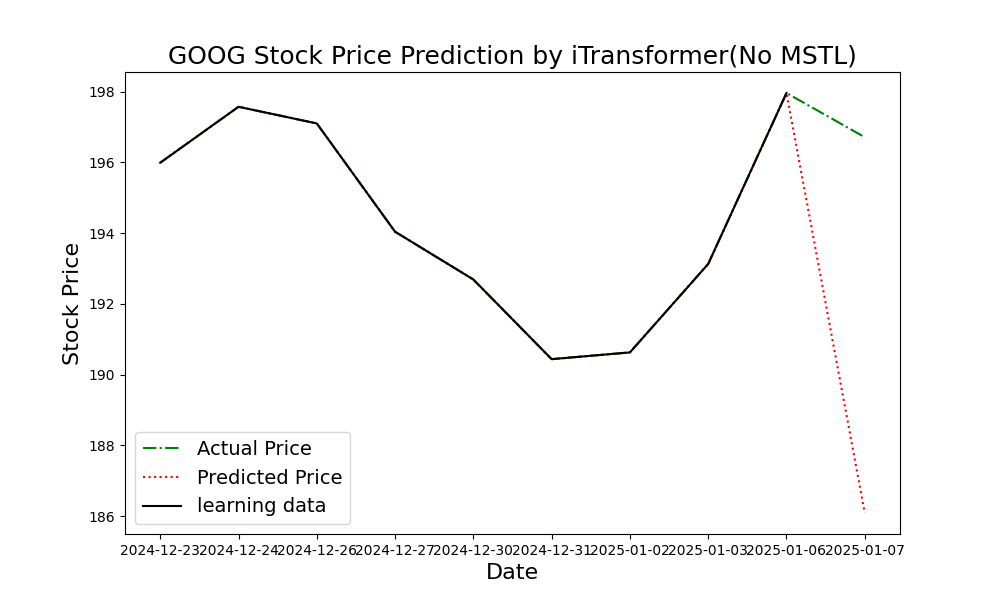 GOOG Stock Price Prediction by iTransformer(No MSTL)
198
196
194
192
190
188
186
Stock Price
Actual Price
Predicted Price
learning data
2024-12-23 2024-12-24 2024-12-26 2024-12-27 2024-12-30 2024-12-31 2025-01-02 2025-01-03 2025-01-06 2025-01-07
Date